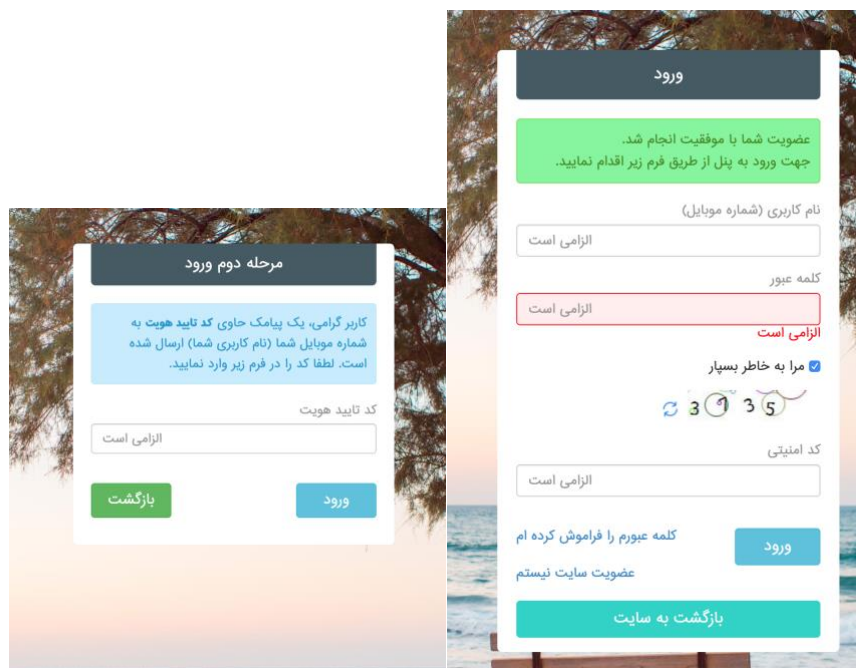 ورود
عضویت شما با موفقیت انجام شد.
جهت ورود به پنل از طریق فرم زیر اقدام نمایید.
نام کاربری (شماره موبایل)
الزامی است
کلمه عبور
الزامی است
الزامی است
مرا به خاطر بسپار
کد امنیتی
الزامی است
ورود
کلمه عبورم را فراموش کرده ام
عضویت سایت نیستم
بازگشت به سایت
مرحله دوم ورود
کاربر گرامی، یک پیامک حاوی کد تایید هویت به
شماره موبایل شما (نام کاربری شما) ارسال شده
است. لطفا کد را در فرم زیر وارد نمایید.
کد تایید هویت
الزامی است
ورود
بازگشت